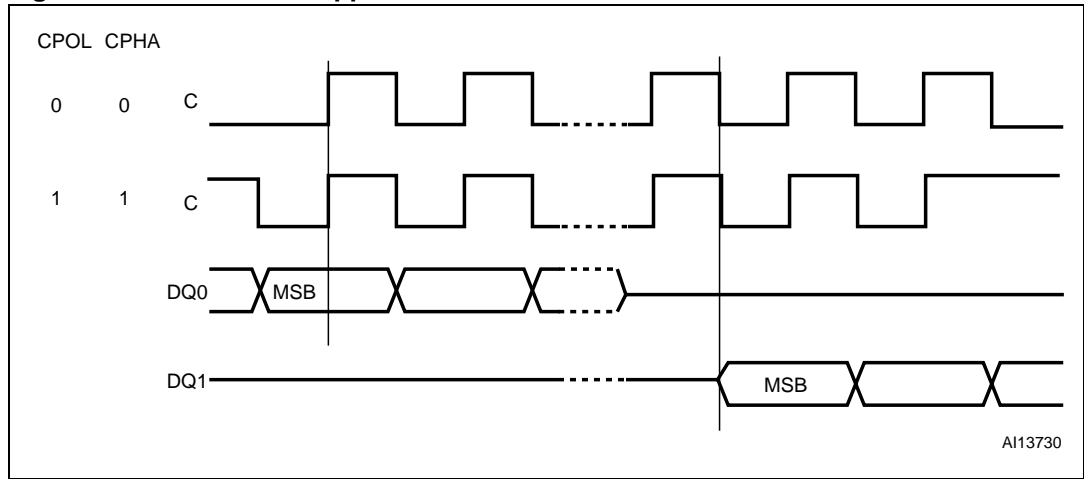 CPOL CPHA
0 0 C
1 1 C
DQ0 MSB
DQ1 MSB
AI13730